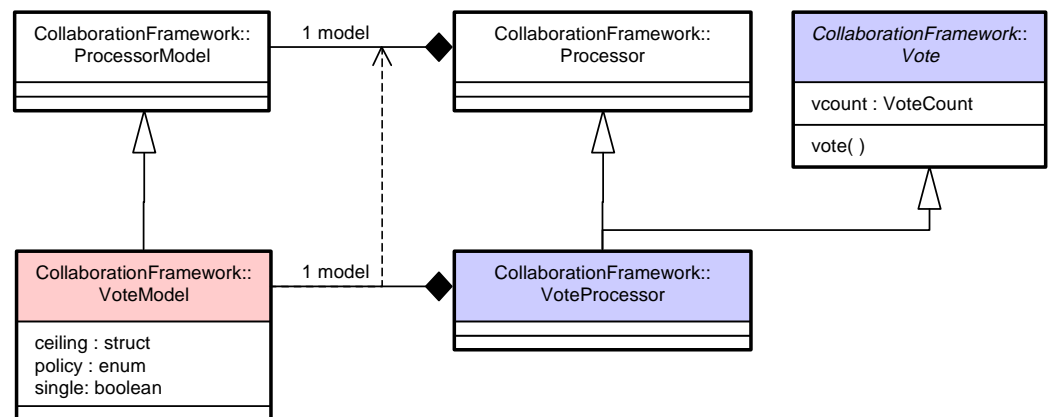 CollaborationFramework::
ProcessorModel
1 model
CollaborationFramework::
Processor
CollaborationFramework::
Vote
vcount : VoteCount
vote( )
CollaborationFramework::
VoteModel
ceiling : struct
policy : enum
single: boolean
1 model
CollaborationFramework::
VoteProcessor